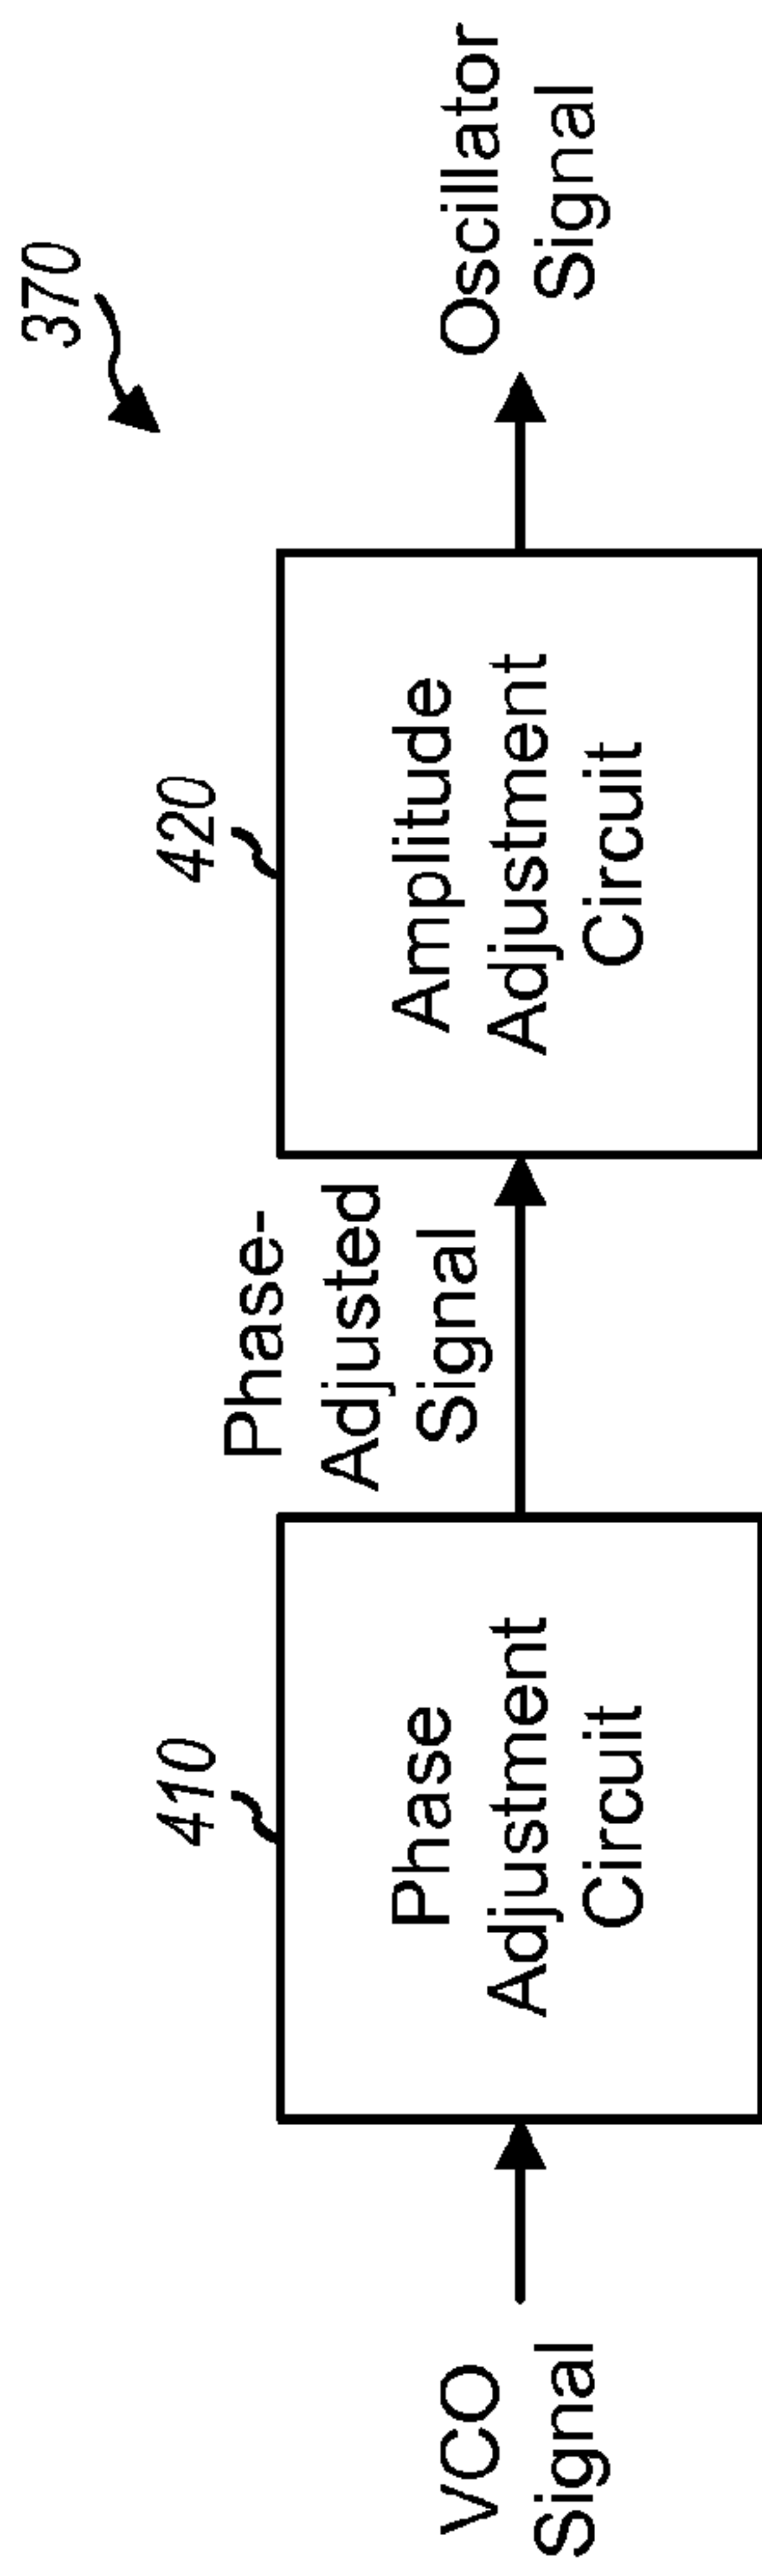 370
VCO
Signal
410
Phase
Adjustment
Circuit
Phase-
Adjusted
Signal
420
Amplitude
Adjustment
Circuit
Oscillator
Signal